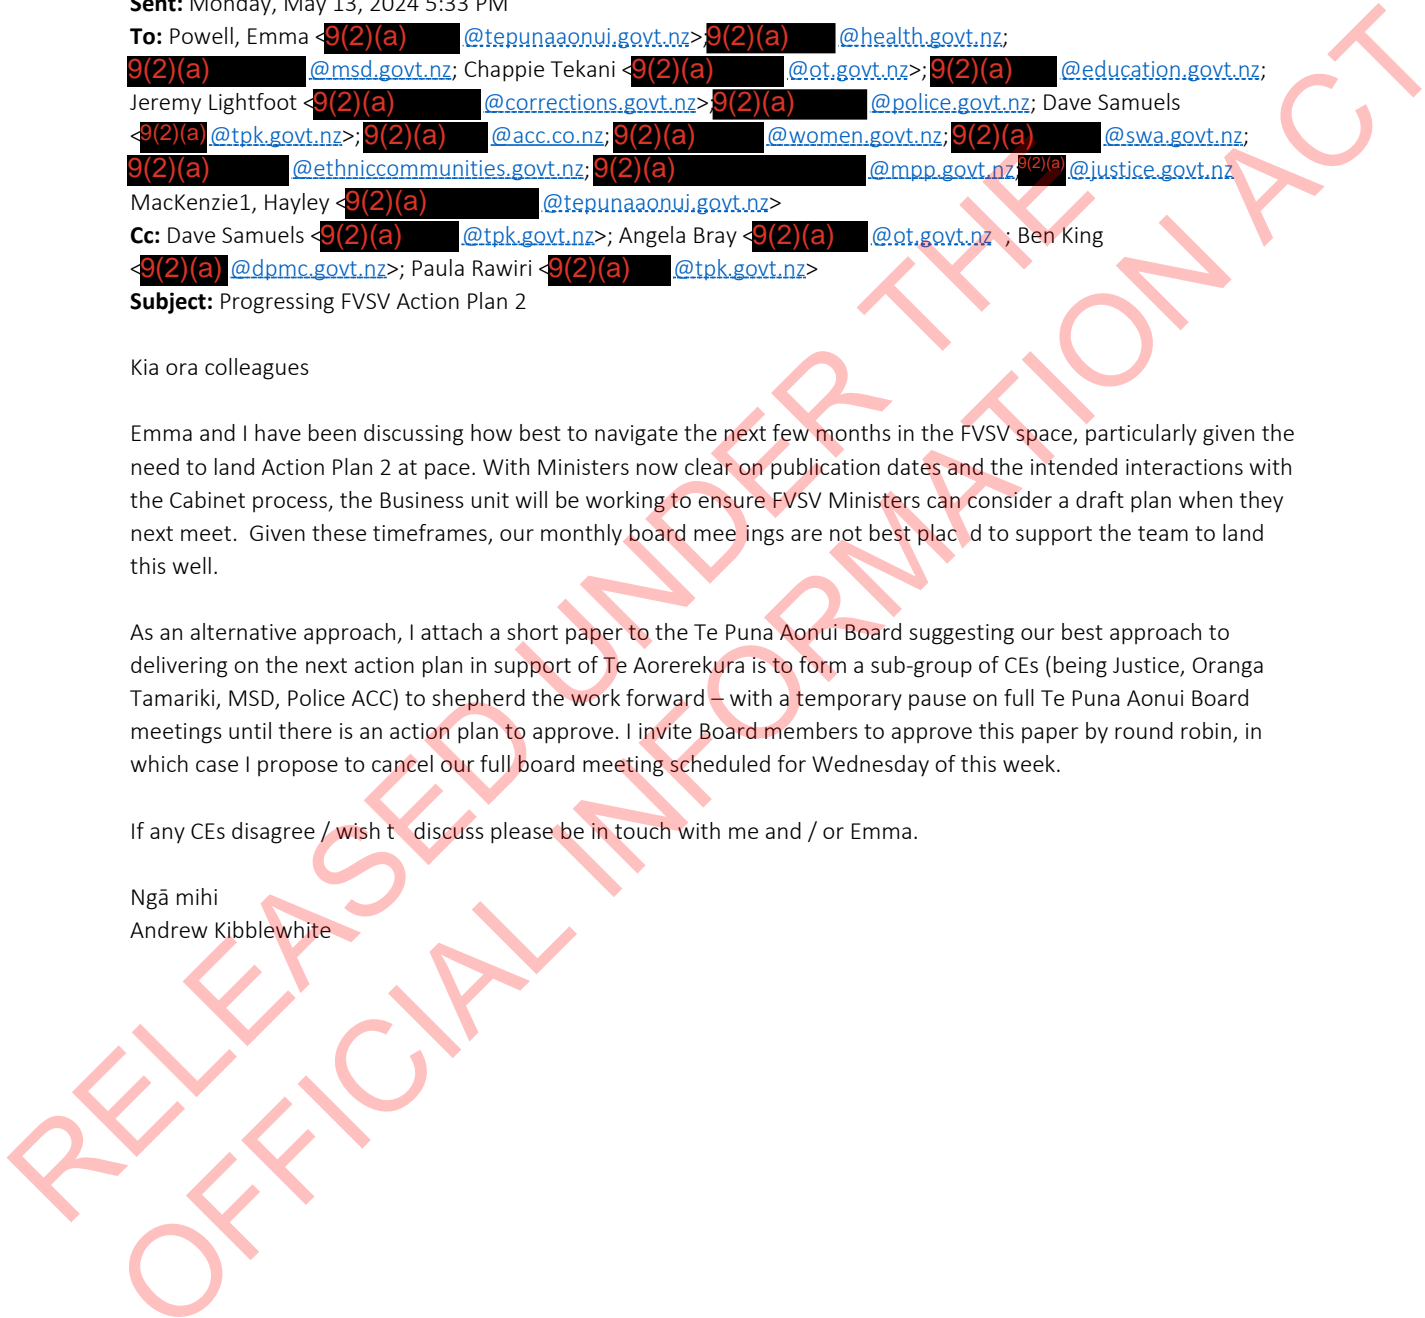 Sent: Monday, May 13, 2024 5:33 PM
To: Powell, Emma <9(2)(a) @tepunaaonui.govt.nz>;9(2)(a) @health.govt.nz;
9(2)(a) @msd.govt.nz; Chappie Tekani <9(2)(a) @ot.govt.nz>; 9(2)(a) @education.govt.nz;
Jeremy Lightfoot <9(2)(a) @corrections.govt.nz>;9(2)(a) @police.govt.nz; Dave Samuels
<9(2)(a) @tpk.govt.nz>; 9(2)(a) @acc.co.nz; 9(2)(a) @women.govt.nz; 9(2)(a) @swa.govt.nz;
9(2)(a) @ethniccommunities.govt.nz; 9(2)(a) @mpp.govt.nz;9(2)(a) @justice.govt.nz
MacKenzie1, Hayley <9(2)(a) @tepunaaonui.govt.nz>
Cc: Dave Samuels <9(2)(a) @tpk.govt.nz>; Angela Bray <9(2)(a) @ot.govt.nz ; Ben King
<9(2)(a) @dpmc.govt.nz>; Paula Rawiri <9(2)(a) @tpk.govt.nz>
Subject: Progressing FVSV Action Plan 2
Kia ora colleagues
Emma and I have been discussing how best to navigate the next few months in the FVSV space, particularly given the
need to land Action Plan 2 at pace. With Ministers now clear on publication dates and the intended interactions with
the Cabinet process, the Business unit will be working to ensure FVSV Ministers can consider a draft plan when they
next meet. Given these timeframes, our monthly board mee ings are not best plac d to support the team to land
this well.
As an alternative approach, I attach a short paper to the Te Puna Aonui Board suggesting our best approach to
delivering on the next action plan in support of Te Aorerekura is to form a sub-group of CEs (being Justice, Oranga
Tamariki, MSD, Police ACC) to shepherd the work forward – with a temporary pause on full Te Puna Aonui Board
meetings until there is an action plan to approve. I invite Board members to approve this paper by round robin, in
which case I propose to cancel our full board meeting scheduled for Wednesday of this week.
If any CEs disagree / wish t discuss please be in touch with me and / or Emma.
Ngā mihi
Andrew Kibblewhite
RELEASED UNDER THE
OFFICIAL INFORMATION ACT